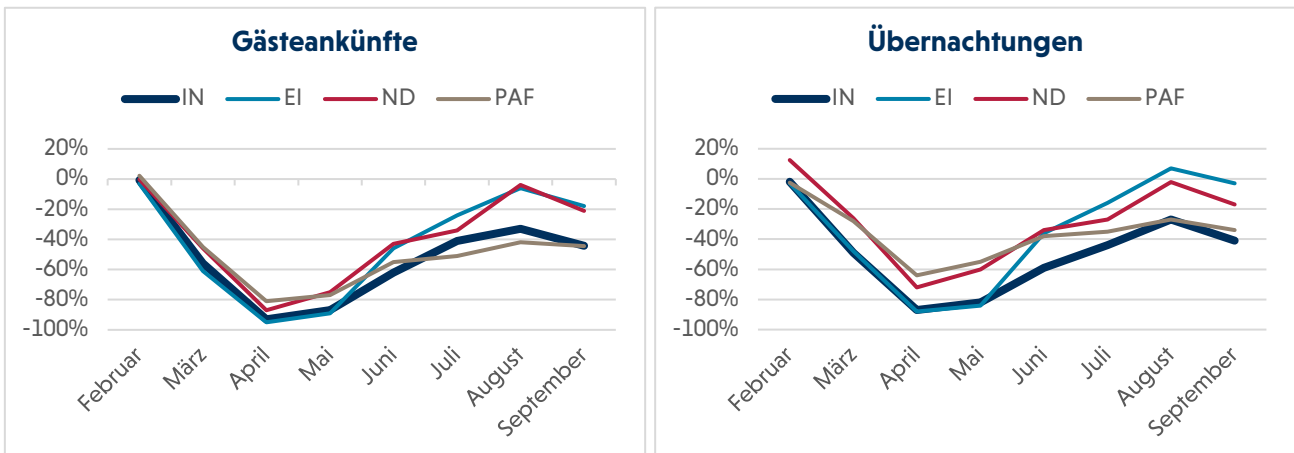 Gästeankünfte
IN EI ND PAF
20%
0%
-20%
-40%
-60%
-80%
-100%
Februar
März
April
Mai
Juni
Juli
August
September
Übernachtungen
IN EI ND PAF
20%
0%
-20%
-40%
-60%
-80%
-100%
Februar
März
April
Mai
Juni
Juli
August
September